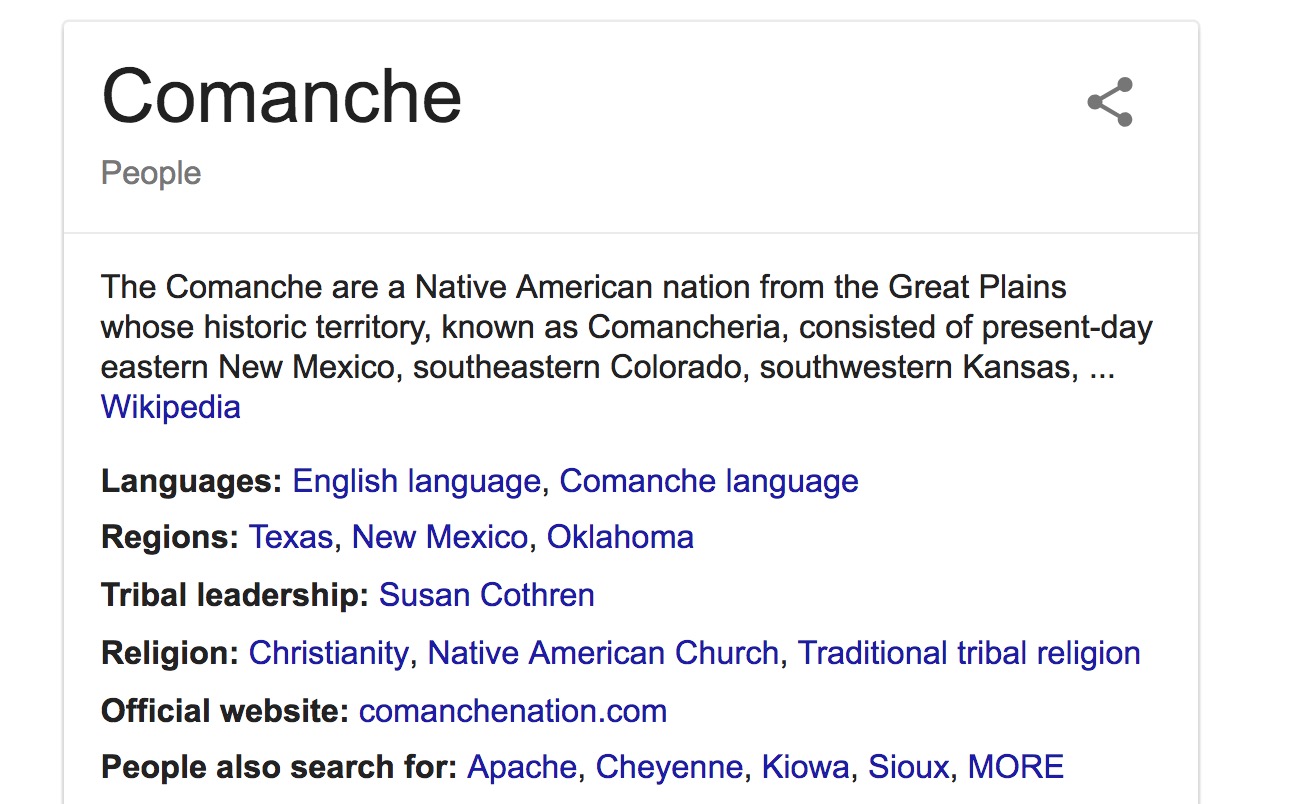 Comanche
People
The Comanche are a Native American nation from the Great Plains
whose historic territory, known as Comancheria, consisted of present-day
eastern New Mexico, southeastern Colorado, southwestern Kansas, ...
Wikipedia
Languages: English language, Comanche language
Regions: Texas, New Mexico, Oklahoma
Tribal leadership: Susan Cothren
Religion: Christianity, Native American Church, Traditional tribal religion
Official website: comanchenation.com
People also search for: Apache, Cheyenne, Kiowa, Sioux, MORE